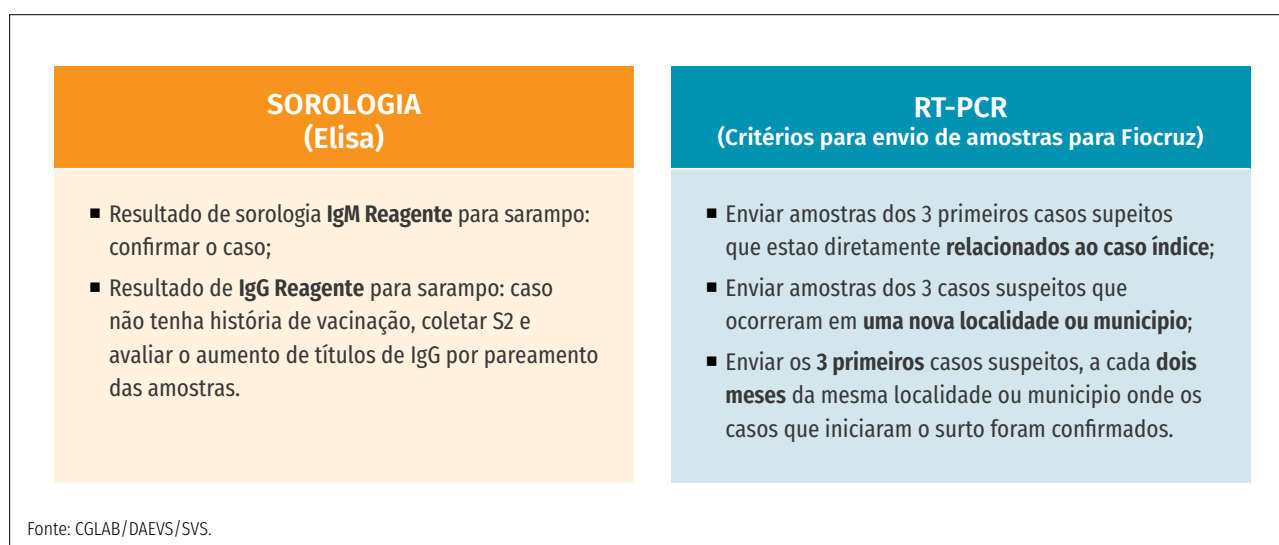 SOROLOGIA
(Elisa)
■ Resultado de sorologia IgM Reagente para sarampo:
confirmar o caso;
■ Resultado de IgG Reagente para sarampo: caso
não tenha história de vacinação, coletar S2 e
avaliar o aumento de títulos de IgG por pareamento
das amostras.
RT-PCR
(Critérios para envio de amostras para Fiocruz)
■ Enviar amostras dos 3 primeiros casos supeitos
que estao diretamente relacionados ao caso índice;
■ Enviar amostras dos 3 casos suspeitos que
ocorreram em uma nova localidade ou municipio;
■ Enviar os 3 primeiros casos suspeitos, a cada dois
meses da mesma localidade ou municipio onde os
casos que iniciaram o surto foram confirmados.
Fonte: CGLAB/DAEVS/SVS.